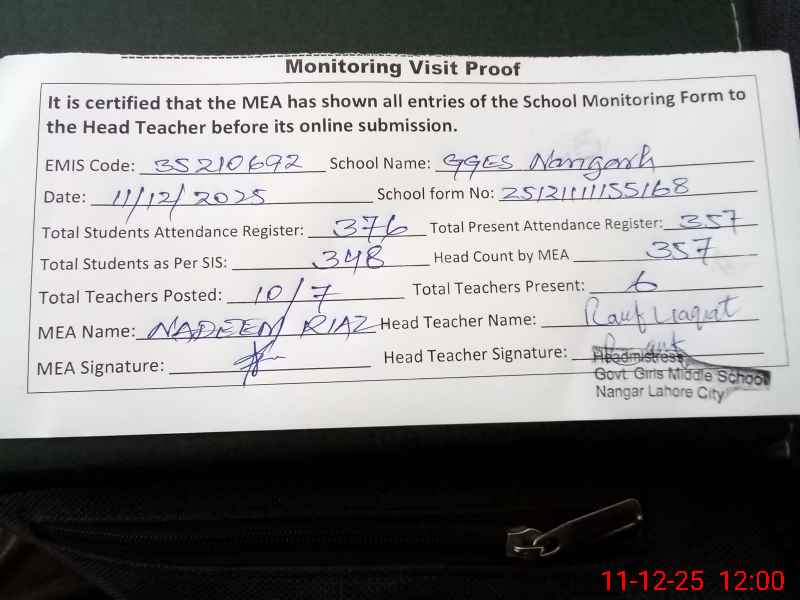 Monitoring Visit Proof
It is certified that the MEA has shown all entries of the School Monitoring Form to
the Head Teacher before its online submission.
EMIS Code: 35210692 School Name: GGES Nangarh
Date: 11/12/2025 School form No: 25121111155168
Total Students Attendance Register: 376 Total Present Attendance Register: 357
Total Students as Per SIS: 348 Head Count by MEA 357
Total Teachers Posted: 10/7 Total Teachers Present: 6
MEA Name: NADEEM RIAZ Head Teacher Name: Rauf Liaqat
MEA Signature: Head Teacher Signature:
Headmistress
Govt. Girls Middle School
Nangar Lahore City
11-12-25 12:00